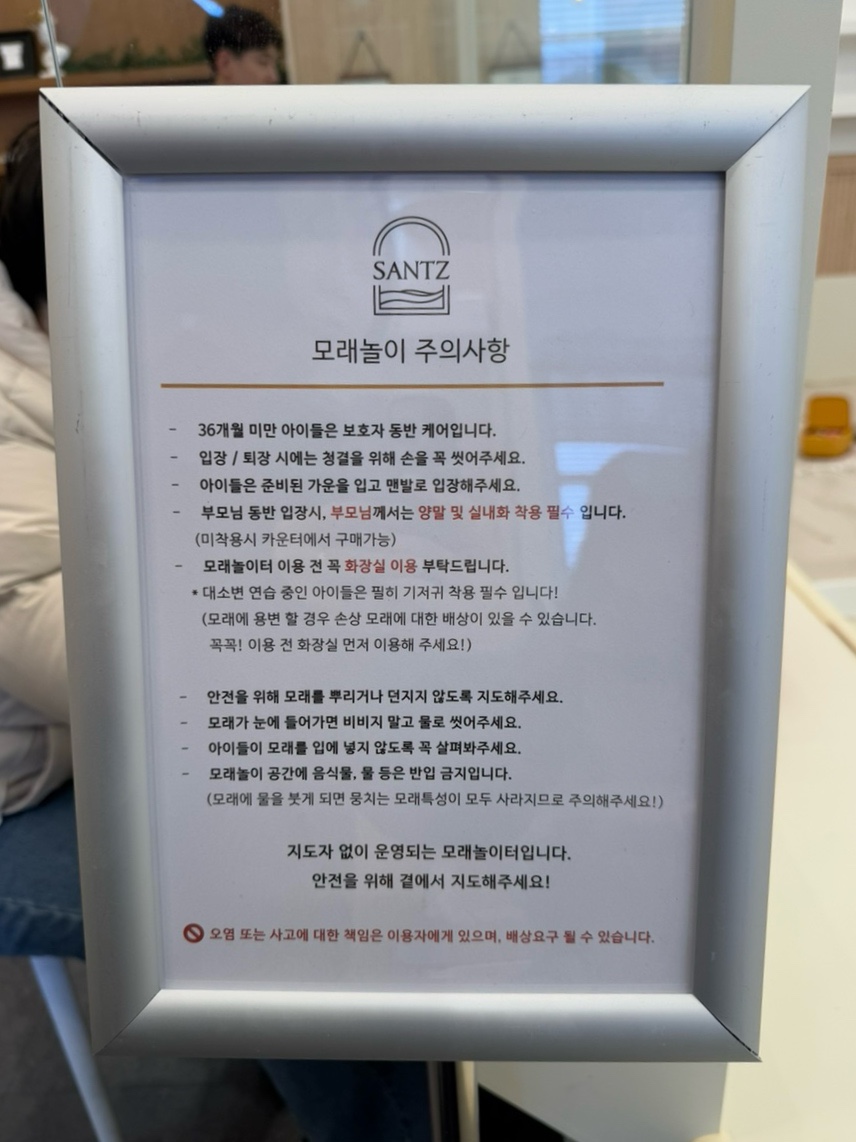 SANTZ
모래놀이 주의사항
- 36개월 미만 아이들은 보호자 동반 케어입니다.
- 입장 / 퇴장 시에는 청결을 위해 손을 꼭 씻어주세요.
- 아이들은 준비된 가운을 입고 맨발로 입장해주세요.
- 부모님 동반 입장시, 부모님께서는 양말 및 실내화 착용 필수 입니다.
(미착용시 카운터에서 구매가능)
- 모래놀이터 이용 전 꼭 화장실 이용 부탁드립니다.
* 대소변 연습 중인 아이들은 필히 기저귀 착용 필수 입니다!
(모래에 용변 할 경우 손상 모래에 대한 배상이 있을 수 있습니다.
꼭꼭! 이용 전 화장실 먼저 이용해 주세요!)
- 안전을 위해 모래를 뿌리거나 던지지 않도록 지도해주세요.
- 모래가 눈에 들어가면 비비지 말고 물로 씻어주세요.
- 아이들이 모래를 입에 넣지 않도록 꼭 살펴봐주세요.
- 모래놀이 공간에 음식물, 물 등은 반입 금지입니다.
(모래에 물을 붓게 되면 뭉치는 모래특성이 모두 사라지므로 주의해주세요!)
지도자 없이 운영되는 모래놀이터입니다.
안전을 위해 곁에서 지도해주세요!
오염 또는 사고에 대한 책임은 이용자에게 있으며, 배상요구 될 수 있습니다.